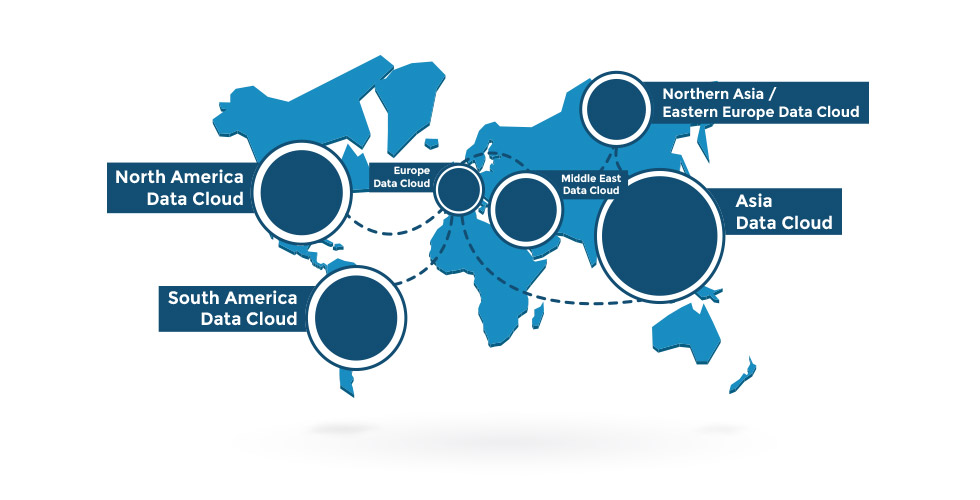 Northern Asia /
Eastern Europe Data Cloud
North America
Data Cloud
Europe
Data Cloud
Middle East
Data Cloud
Asia
Data Cloud
South America
Data Cloud